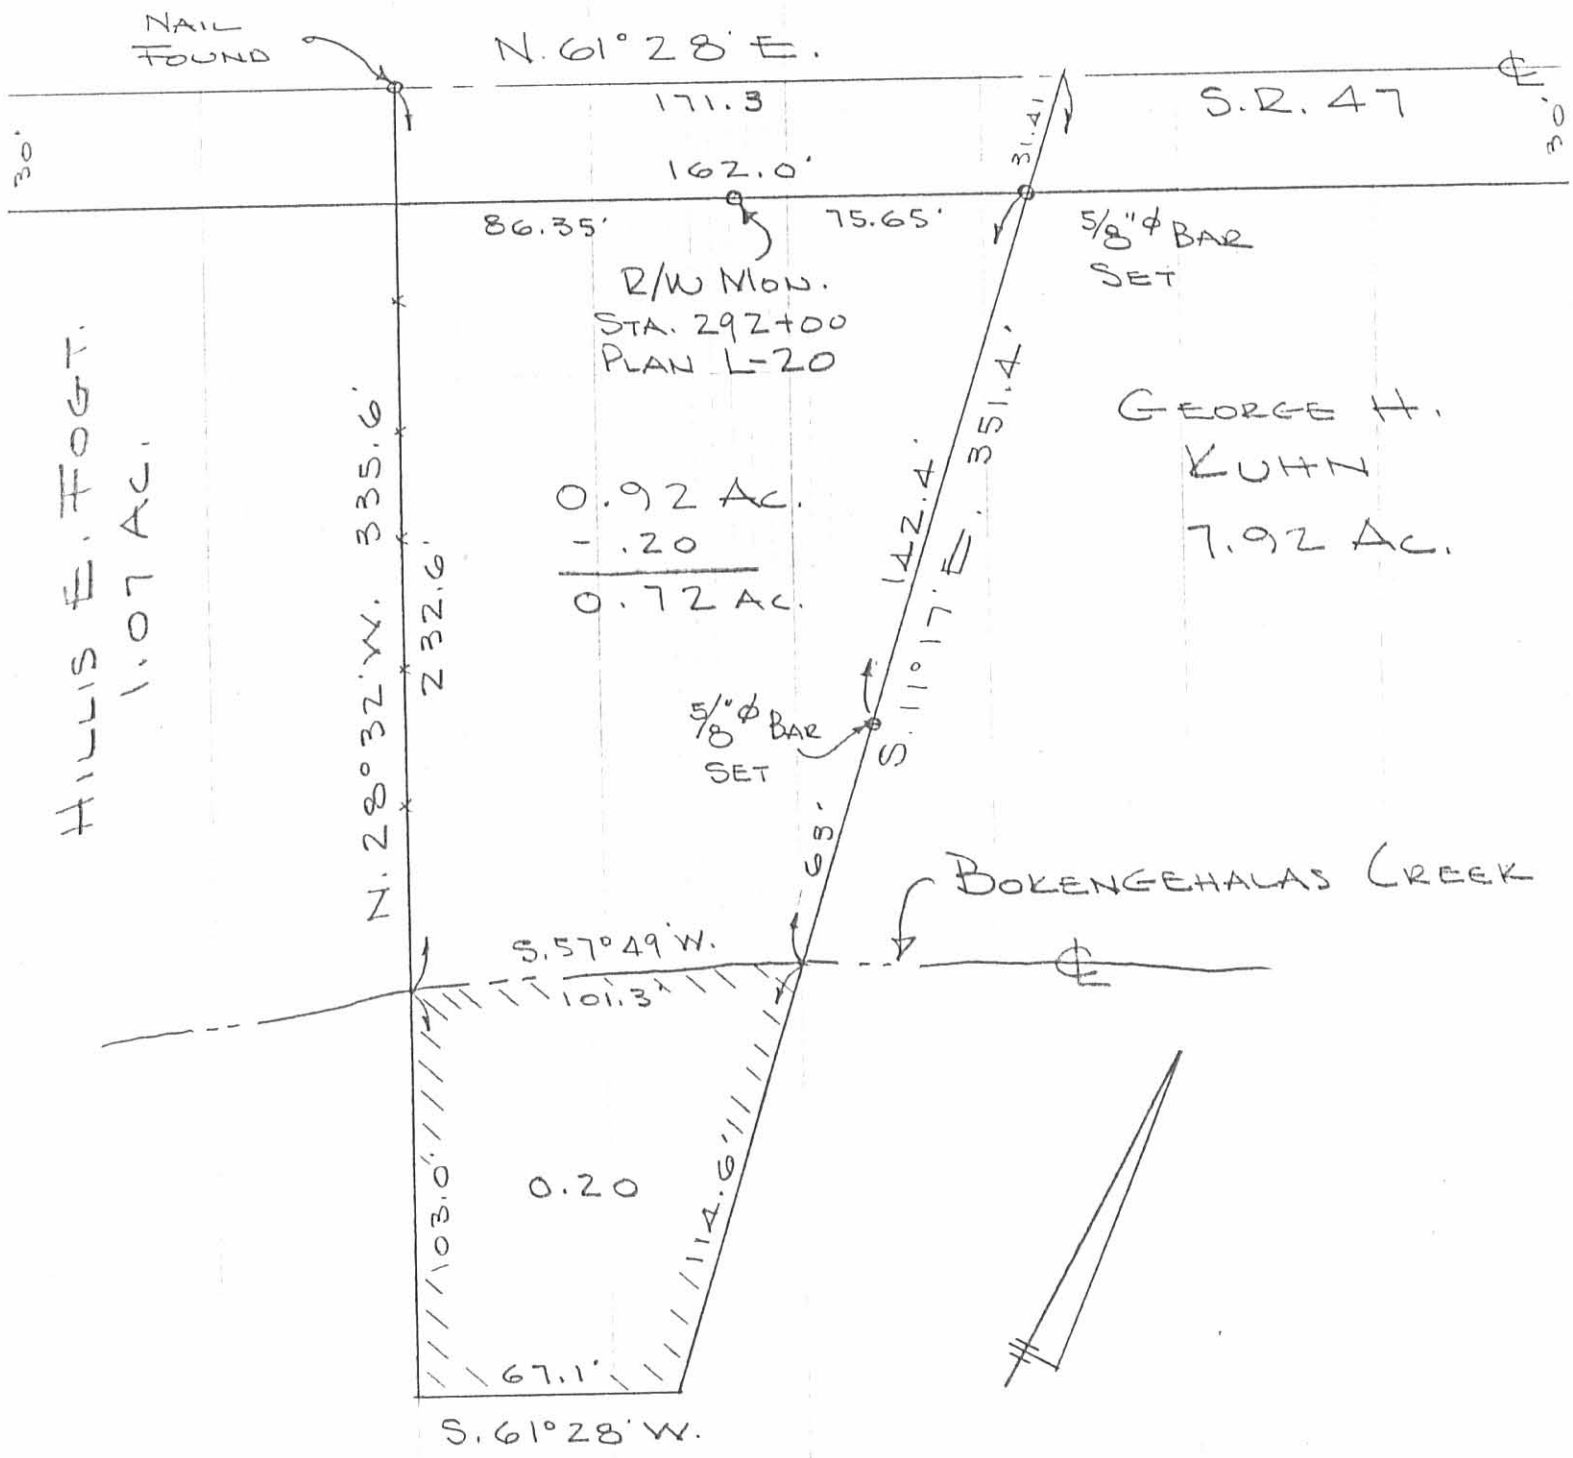 NAIL
FOUND
N. 61° 28' E.
171.3
S.R. 47
℄
30'
30'
31.41
162.0'
86.35'
75.65'
5/8"ϕ BAR
SET
R/W MON.
STA. 292+00
PLAN L-20
HILLIS E. FOGT.
1.07 AC.
N. 28° 32' W. 335.6'
232.6'
0.92 AC.
- .20
0.72 AC.
142.4'
S. 11° 17' E. 351.4'
GEORGE H.
KUHN
7.92 AC.
5/8"ϕ BAR
SET
63'
BOKENGEHALAS CREEK
℄
S. 57° 49' W.
101.3'
103.0'
0.20
114.6'
67.1'
S. 61° 28' W.